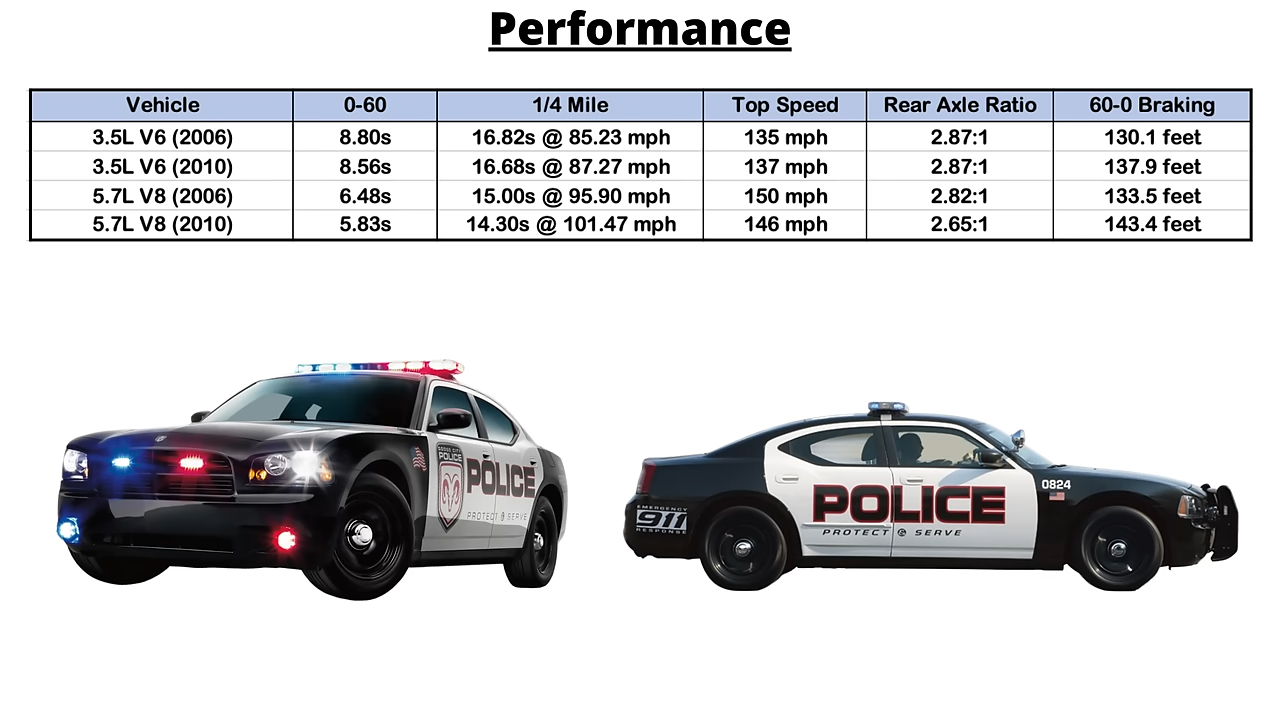 Performance
Vehicle 0-60 1/4 Mile Top Speed Rear Axle Ratio 60-0 Braking
3.5L V6 (2006) 8.80s 16.82s @ 85.23 mph 135 mph 2.87:1 130.1 feet
3.5L V6 (2010) 8.56s 16.68s @ 87.27 mph 137 mph 2.87:1 137.9 feet
5.7L V8 (2006) 6.48s 15.00s @ 95.90 mph 150 mph 2.82:1 133.5 feet
5.7L V8 (2010) 5.83s 14.30s @ 101.47 mph 146 mph 2.65:1 143.4 feet
DODGE CITY
POLICE
POLICE
PROTECT & SERVE
0824
POLICE
PROTECT & SERVE
EMERGENCY
911
RESPONSE